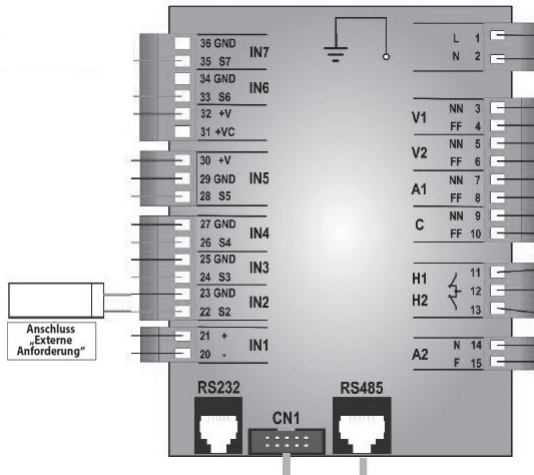 36 GND
IN7
35 S7
34 GND
IN6
33 S6
32 +V
31 +VC
30 +V
29 GND
IN5
28 S5
27 GND
IN4
26 S4
25 GND
IN3
24 S3
23 GND
IN2
22 S2
21 +
IN1
20 -
Anschluss
„Externe
Anforderung“
L 1
N 2
V1
NN 3
FF 4
V2
NN 5
FF 6
A1
NN 7
FF 8
C
NN 9
FF 10
H1
11
12
H2
13
A2
N 14
F 15
RS232
CN1
RS485